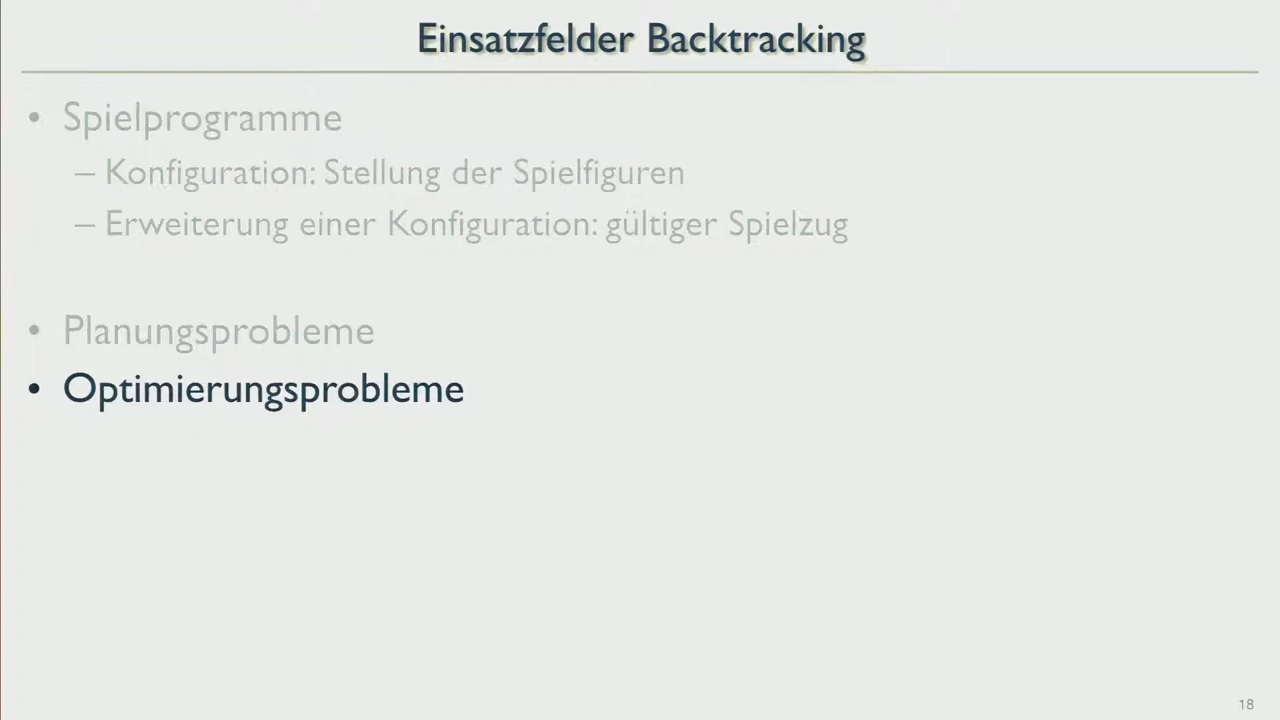 Einsatzfelder Backtracking
• Spielprogramme
– Konfiguration: Stellung der Spielfiguren
– Erweiterung einer Konfiguration: gültiger Spielzug
• Planungsprobleme
• Optimierungsprobleme
18